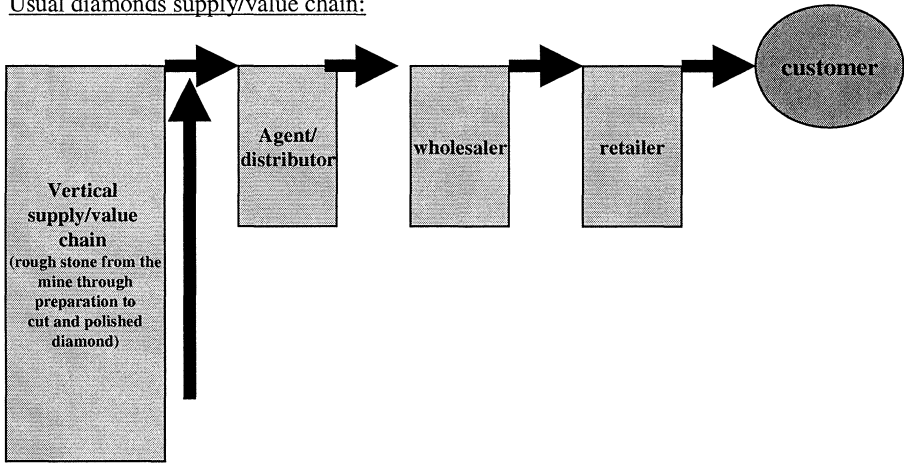 Usual diamonds supply/value chain:
customer
Agent/
distributor
wholesaler
retailer
Vertical
supply/value
chain
(rough stone from the
mine through
preparation to
cut and polished
diamond)